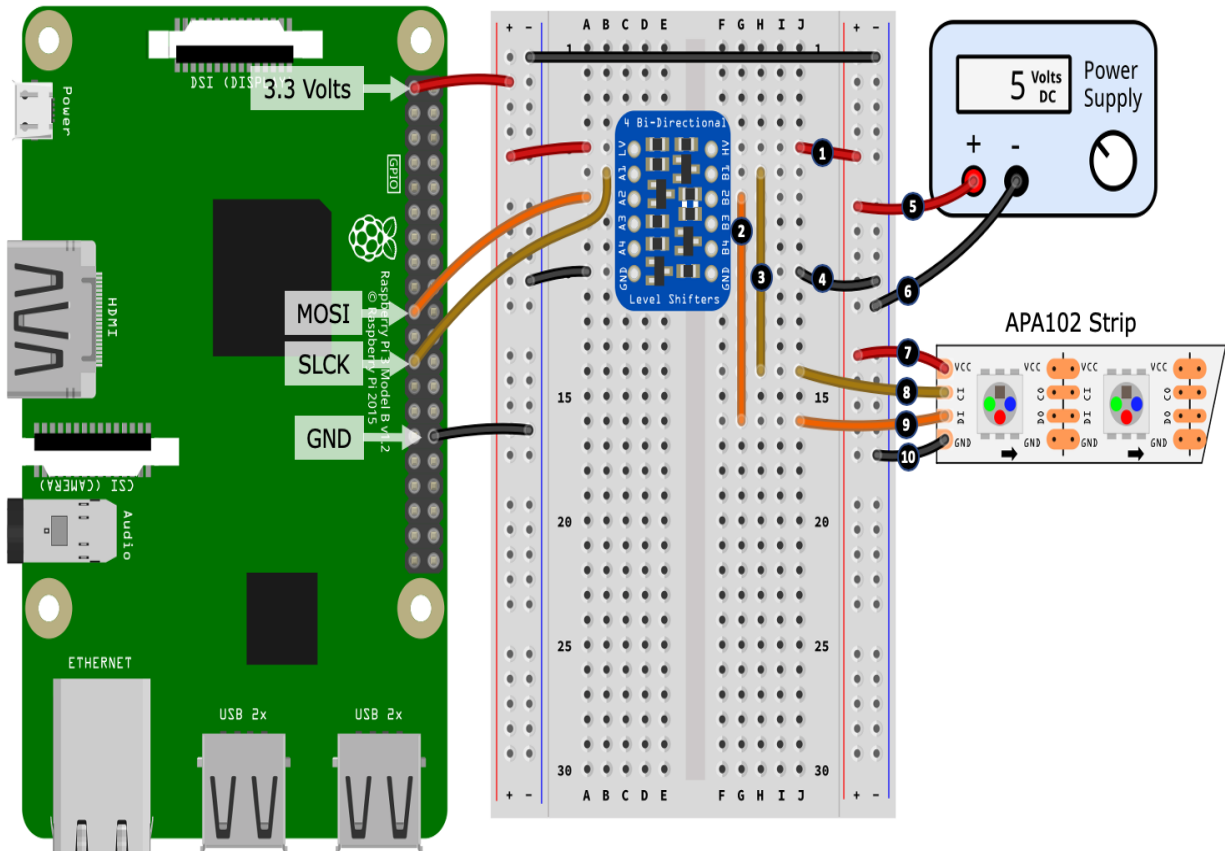 DSI (DISPLAY)
3.3 Volts
Power
GPIO
HDMI
Raspberry Pi 3 Model B v1.2
© Raspberry Pi 2015
MOSI
SLCK
GND
CSI (CAMERA)
Audio
ETHERNET
USB 2x
USB 2x
+ -
A B C D E
F G H I J
+ -
1
1
4 Bi-Directional
LV
HV
A1
B1
A2
B2
A3
B3
A4
B4
GND
GND
Level Shifters
15
15
20
20
25
25
30
30
+ -
A B C D E
F G H I J
+ -
1
2
3
4
5
6
7
8
9
10
5 Volts DC
Power Supply
+ -
APA102 Strip
VCC
VCC
CI
CO
CI
CO
DI
DO
DI
DO
GND
GND
GND